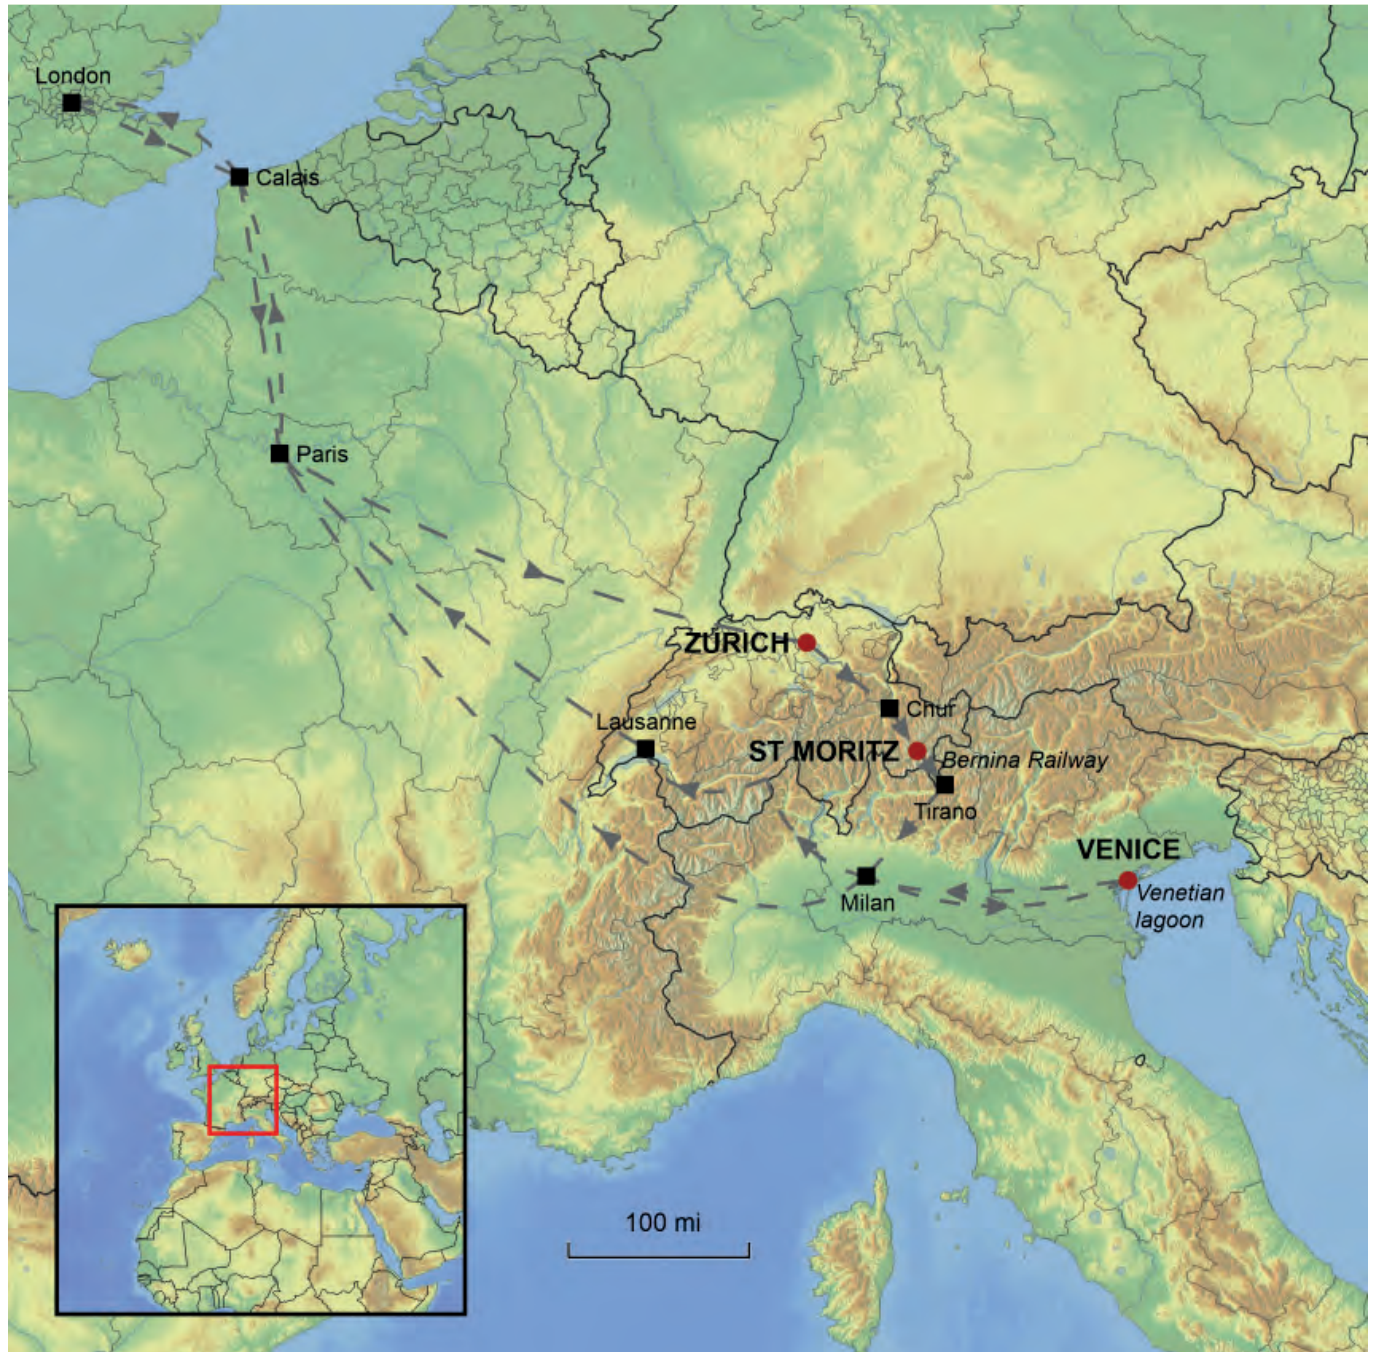 London
Calais
Paris
ZURICH
Chur
Lausanne
ST MORITZ
Bernina Railway
Tirano
VENICE
Milan
Venetian
lagoon
100 mi